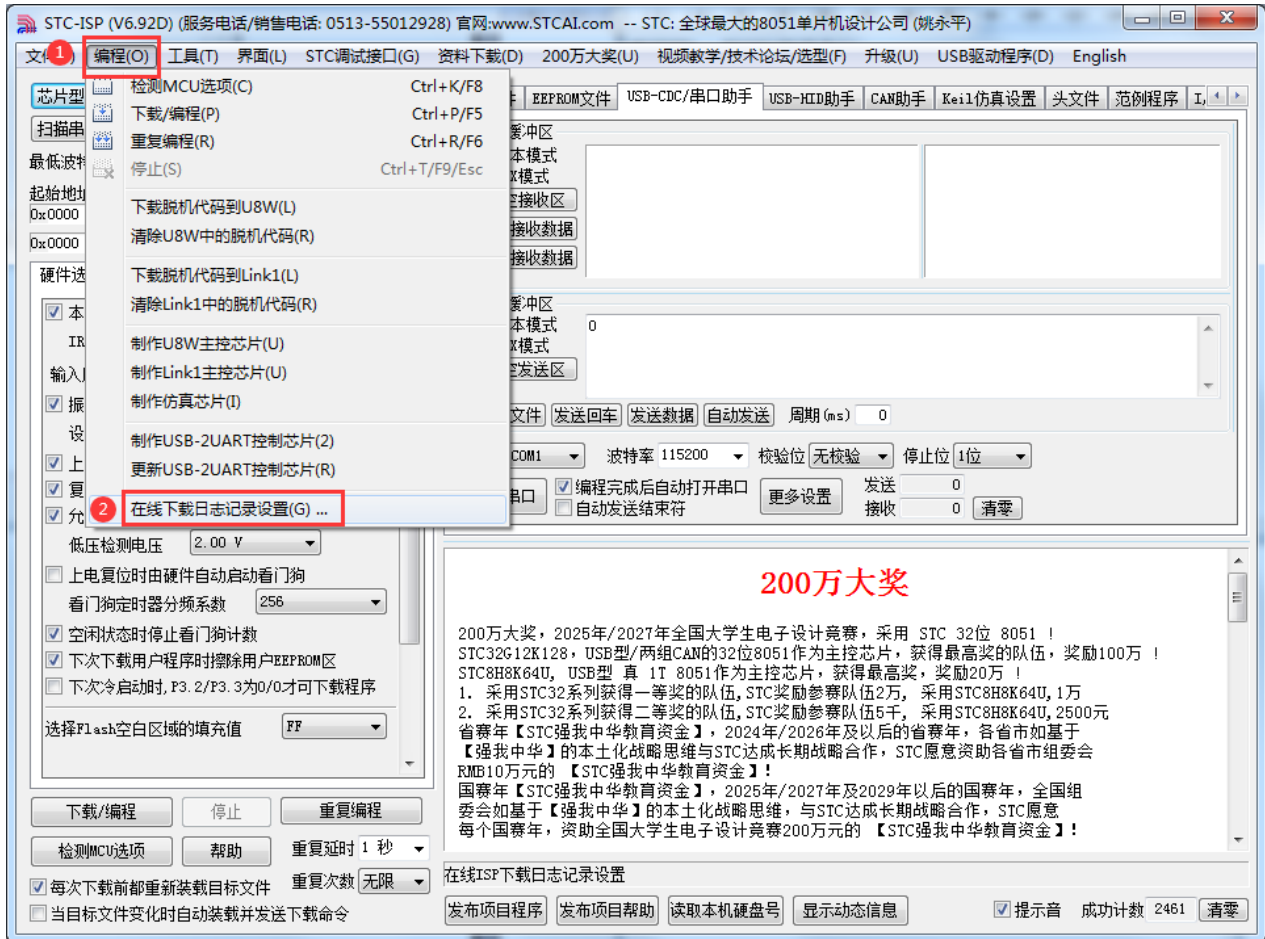 STC-ISP (V6.92D) (服务电话/销售电话: 0513-55012928) 官网:www.STCAI.com -- STC: 全球最大的8051单片机设计公司 (姚永平)
1 编程(O) 工具(T) 界面(L) STC调试接口(G) 资料下载(D) 200万大奖(U) 视频教学/技术论坛/选型(F) 升级(U) USB驱动程序(D) English
检测MCU选项(C) Ctrl+K/F8
下载/编程(P) Ctrl+P/F5
重复编程(R) Ctrl+R/F6
停止(S) Ctrl+T/F9/Esc
下载脱机代码到U8W(L)
清除U8W中的脱机代码(R)
下载脱机代码到Link1(L)
清除Link1中的脱机代码(R)
制作U8W主控芯片(U)
制作Link1主控芯片(U)
制作仿真芯片(I)
制作USB-2UART控制芯片(2)
更新USB-2UART控制芯片(R)
2 在线下载日志记录设置(G) ...
芯片型
扫描串
最低波特
起始地址
0x0000
0x0000
硬件选
本
IR
输入
振
设
上
复
允
低压检测电压 2.00 V
上电复位时由硬件自动启动看门狗
看门狗定时器分频系数 256
空闲状态时停止看门狗计数
下次下载用户程序时擦除用户EEPROM区
下次冷启动时,P3.2/P3.3为0/0才可下载程序
选择Flash空白区域的填充值 FF
下载/编程 停止 重复编程
检测MCU选项 帮助 重复延时 1 秒
每次下载前都重新装载目标文件 重复次数 无限
当目标文件变化时自动装载并发送下载命令
EEPROM文件 USB-CDC/串口助手 USB-HID助手 CAN助手 Keil仿真设置 头文件 范例程序
缓冲区
本模式
X模式
接收区
接收数据
接收数据
缓冲区
本模式 0
X模式
发送区
文件 发送回车 发送数据 自动发送 周期(ms) 0
COM1 波特率 115200 校验位 无校验 停止位 1位
串口 编程完成后自动打开串口 更多设置 发送 0
自动发送结束符 接收 0 清零
200万大奖
200万大奖，2025年/2027年全国大学生电子设计竞赛，采用 STC 32位 8051 !
STC32G12K128，USB型/两组CAN的32位8051作为主控芯片，获得最高奖的队伍，奖励100万 !
STC8H8K64U, USB型 真 1T 8051作为主控芯片，获得最高奖，奖励20万 !
1. 采用STC32系列获得一等奖的队伍,STC奖励参赛队伍2万, 采用STC8H8K64U,1万
2. 采用STC32系列获得二等奖的队伍,STC奖励参赛队伍5千, 采用STC8H8K64U,2500元
省赛年【STC强我中华教育资金】，2024年/2026年及以后的省赛年，各省市如基于
【强我中华】的本土化战略思维与STC达成长期战略合作，STC愿意资助各省市组委会
RMB10万元的 【STC强我中华教育资金】!
国赛年【STC强我中华教育资金】，2025年/2027年及2029年以后的国赛年，全国组
委会如基于【强我中华】的本土化战略思维，与STC达成长期战略合作，STC愿意
每个国赛年，资助全国大学生电子设计竞赛200万元的 【STC强我中华教育资金】!
在线ISP下载日志记录设置
发布项目程序 发布项目帮助 读取本机硬盘号 显示动态信息 提示音 成功计数 2461 清零